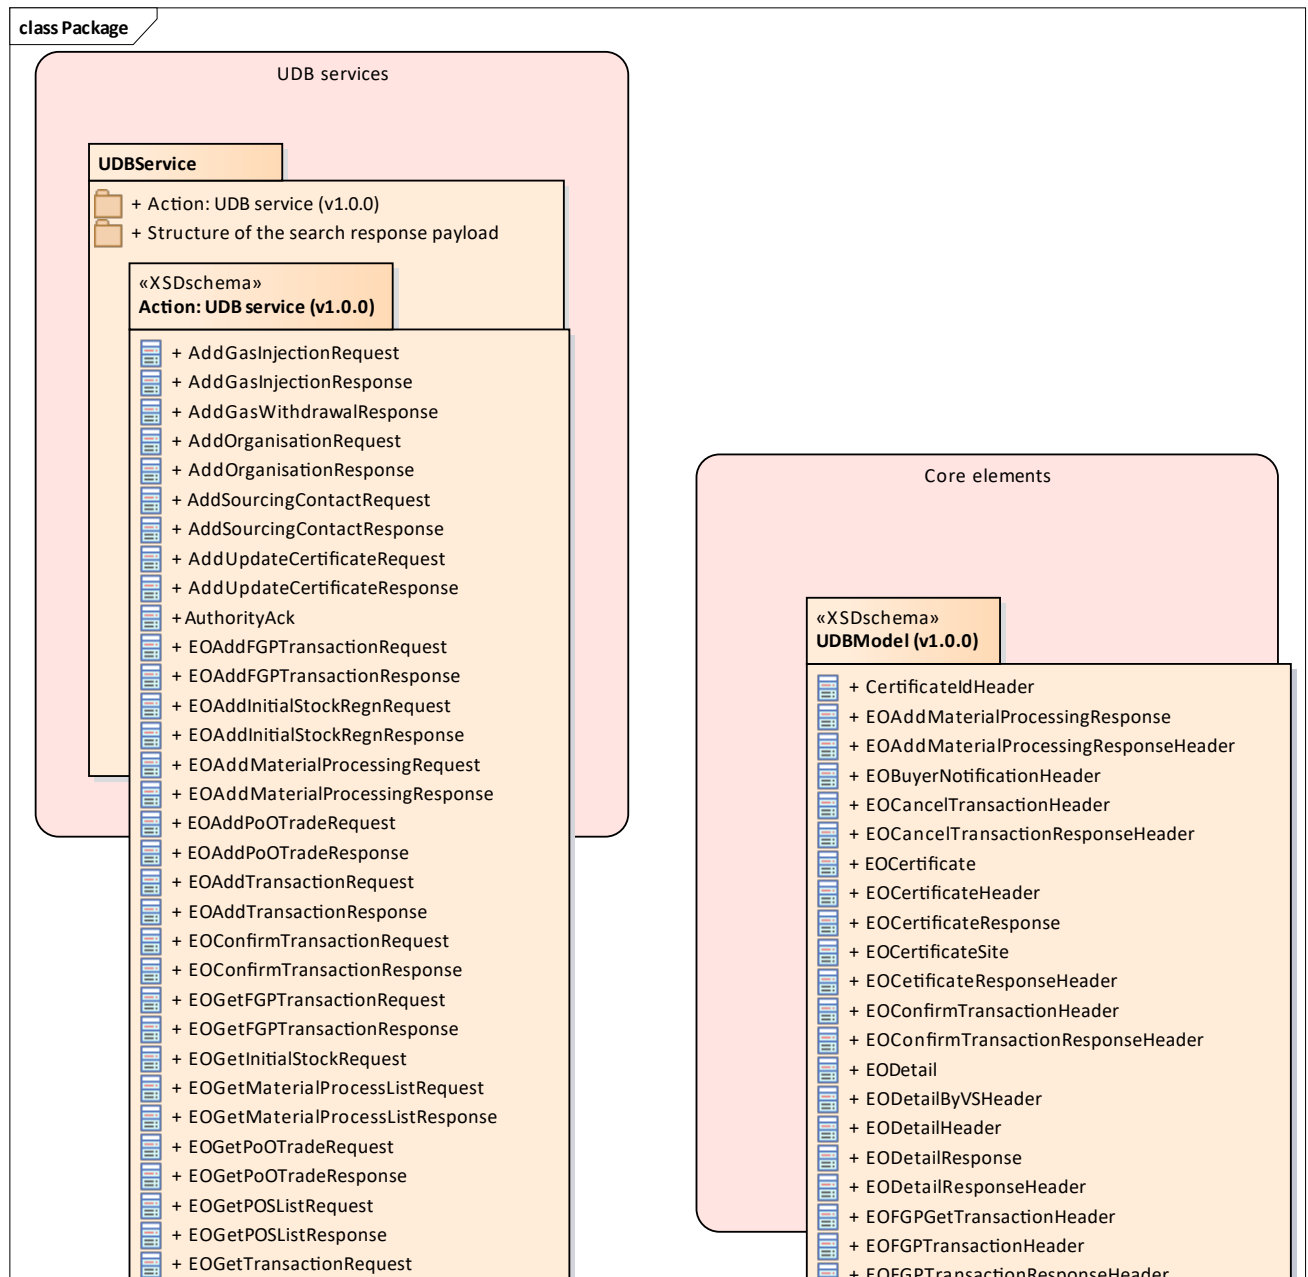 class Package
UDB services
UDBService
+ Action: UDB service (v1.0.0)
+ Structure of the search response payload
«XSDschema»
Action: UDB service (v1.0.0)
+ AddGasInjectionRequest
+ AddGasInjectionResponse
+ AddGasWithdrawalResponse
+ AddOrganisationRequest
+ AddOrganisationResponse
+ AddSourcingContactRequest
+ AddSourcingContactResponse
+ AddUpdateCertificateRequest
+ AddUpdateCertificateResponse
+ AuthorityAck
+ EOAddFGPTransactionRequest
+ EOAddFGPTransactionResponse
+ EOAddInitialStockRegnRequest
+ EOAddInitialStockRegnResponse
+ EOAddMaterialProcessingRequest
+ EOAddMaterialProcessingResponse
+ EOAddPoOTradeRequest
+ EOAddPoOTradeResponse
+ EOAddTransactionRequest
+ EOAddTransactionResponse
+ EOConfirmTransactionRequest
+ EOConfirmTransactionResponse
+ EOGetFGPTransactionRequest
+ EOGetFGPTransactionResponse
+ EOGetInitialStockRequest
+ EOGetMaterialProcessListRequest
+ EOGetMaterialProcessListResponse
+ EOGetPoOTradeRequest
+ EOGetPoOTradeResponse
+ EOGetPOSListRequest
+ EOGetPOSListResponse
+ EOGetTransactionRequest
Core elements
«XSDschema»
UDBModel (v1.0.0)
+ CertificateIdHeader
+ EOAddMaterialProcessingResponse
+ EOAddMaterialProcessingResponseHeader
+ EOBuyerNotificationHeader
+ EOCancelTransactionHeader
+ EOCancelTransactionResponseHeader
+ EOCertificate
+ EOCertificateHeader
+ EOCertificateResponse
+ EOCertificateSite
+ EOCetificateResponseHeader
+ EOConfirmTransactionHeader
+ EOConfirmTransactionResponseHeader
+ EODetail
+ EODetailByVSHeader
+ EODetailHeader
+ EODetailResponse
+ EODetailResponseHeader
+ EOFGPGetTransactionHeader
+ EOFGPTransactionHeader
+ EOFGPTransactionResponseHeader